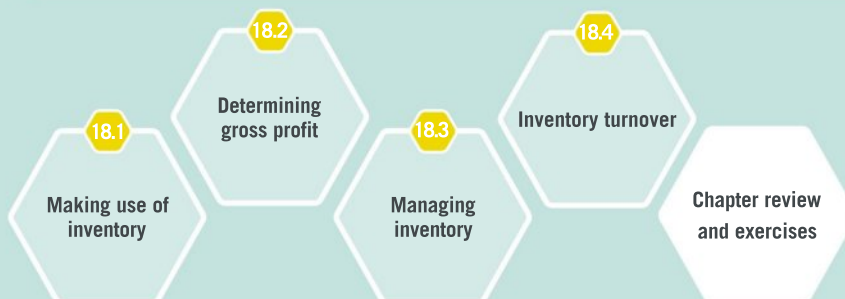 18.1
Making use of
inventory
18.2
Determining
gross profit
18.3
Managing
inventory
18.4
Inventory turnover
Chapter review
and exercises